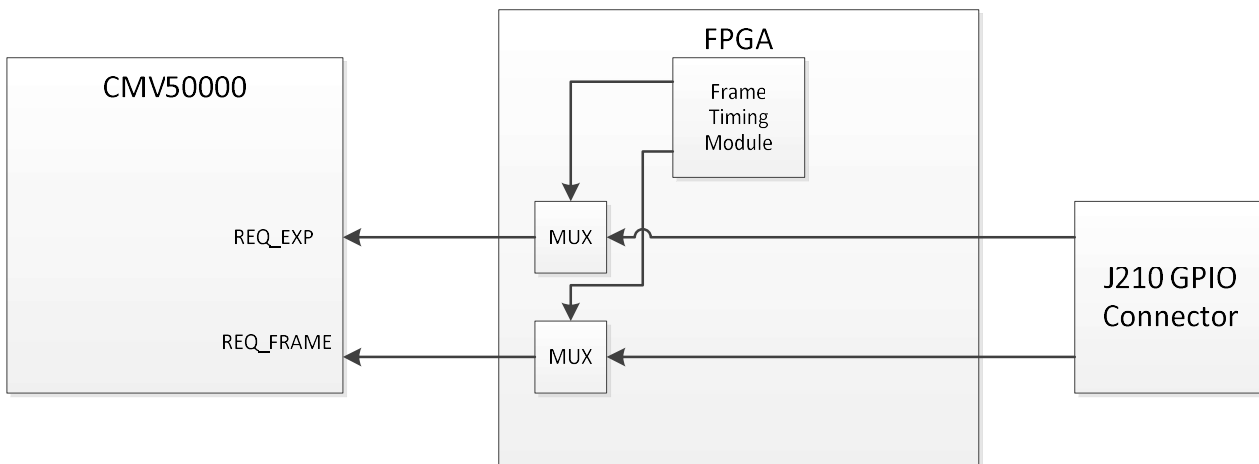 CMV50000
REQ_EXP
REQ_FRAME
FPGA
Frame
Timing
Module
MUX
MUX
J210 GPIO
Connector